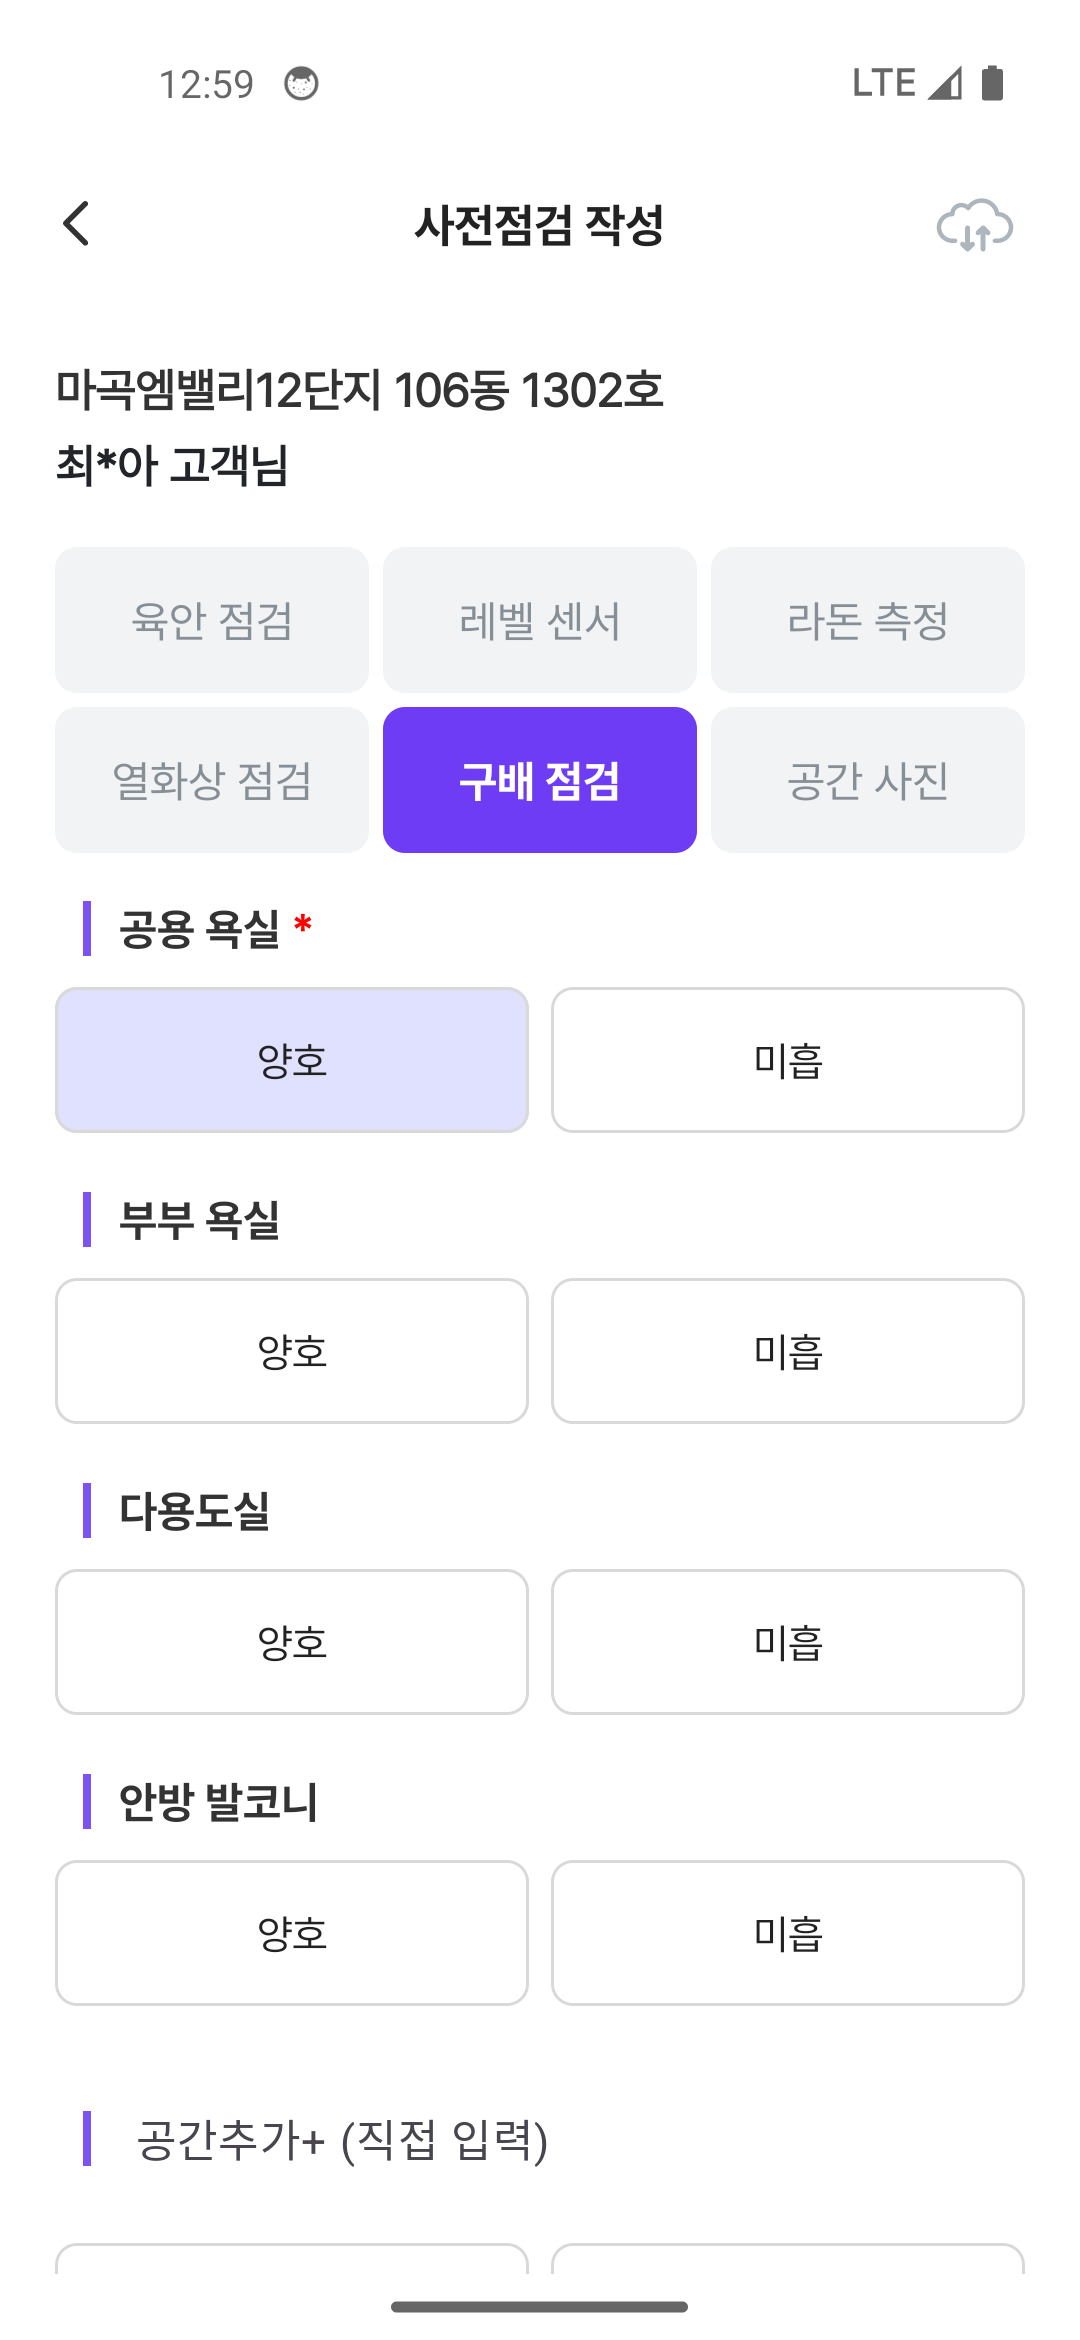 12:59
LTE
사전점검 작성
마곡엠밸리12단지 106동 1302호
최*아 고객님
육안 점검
레벨 센서
라돈 측정
열화상 점검
구배 점검
공간 사진
공용 욕실 *
양호
미흡
부부 욕실
양호
미흡
다용도실
양호
미흡
안방 발코니
양호
미흡
공간추가+ (직접 입력)